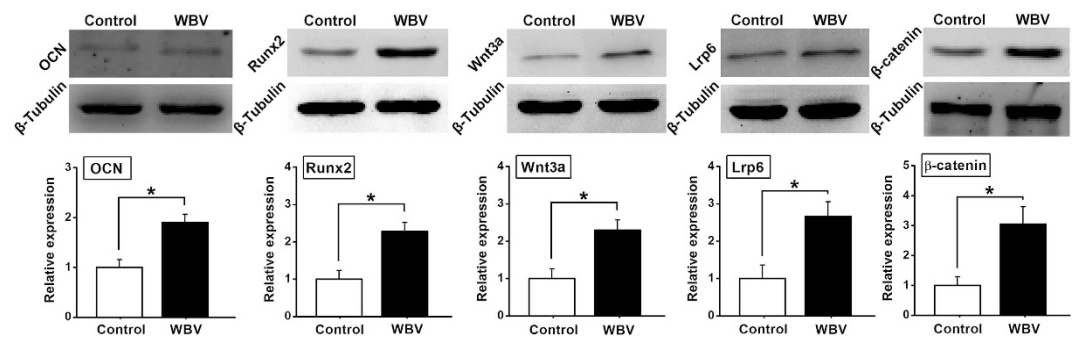 Control WBV Control WBV Control WBV Control WBV Control WBV
OCN Runx2 Wnt3a Lrp6 β-catenin
β-Tubulin β-Tubulin β-Tubulin β-Tubulin β-Tubulin
OCN
Relative expression
3
2
1
0
*
Control WBV
Runx2
Relative expression
4
3
2
1
0
*
Control WBV
Wnt3a
Relative expression
4
3
2
1
0
*
Control WBV
Lrp6
Relative expression
4
3
2
1
0
*
Control WBV
β-catenin
Relative expression
5
4
3
2
1
0
*
Control WBV